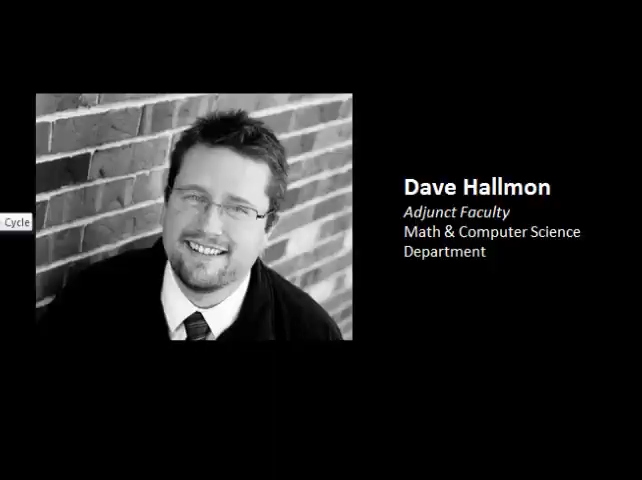 Cycle
Dave Hallmon
Adjunct Faculty
Math & Computer Science
Department